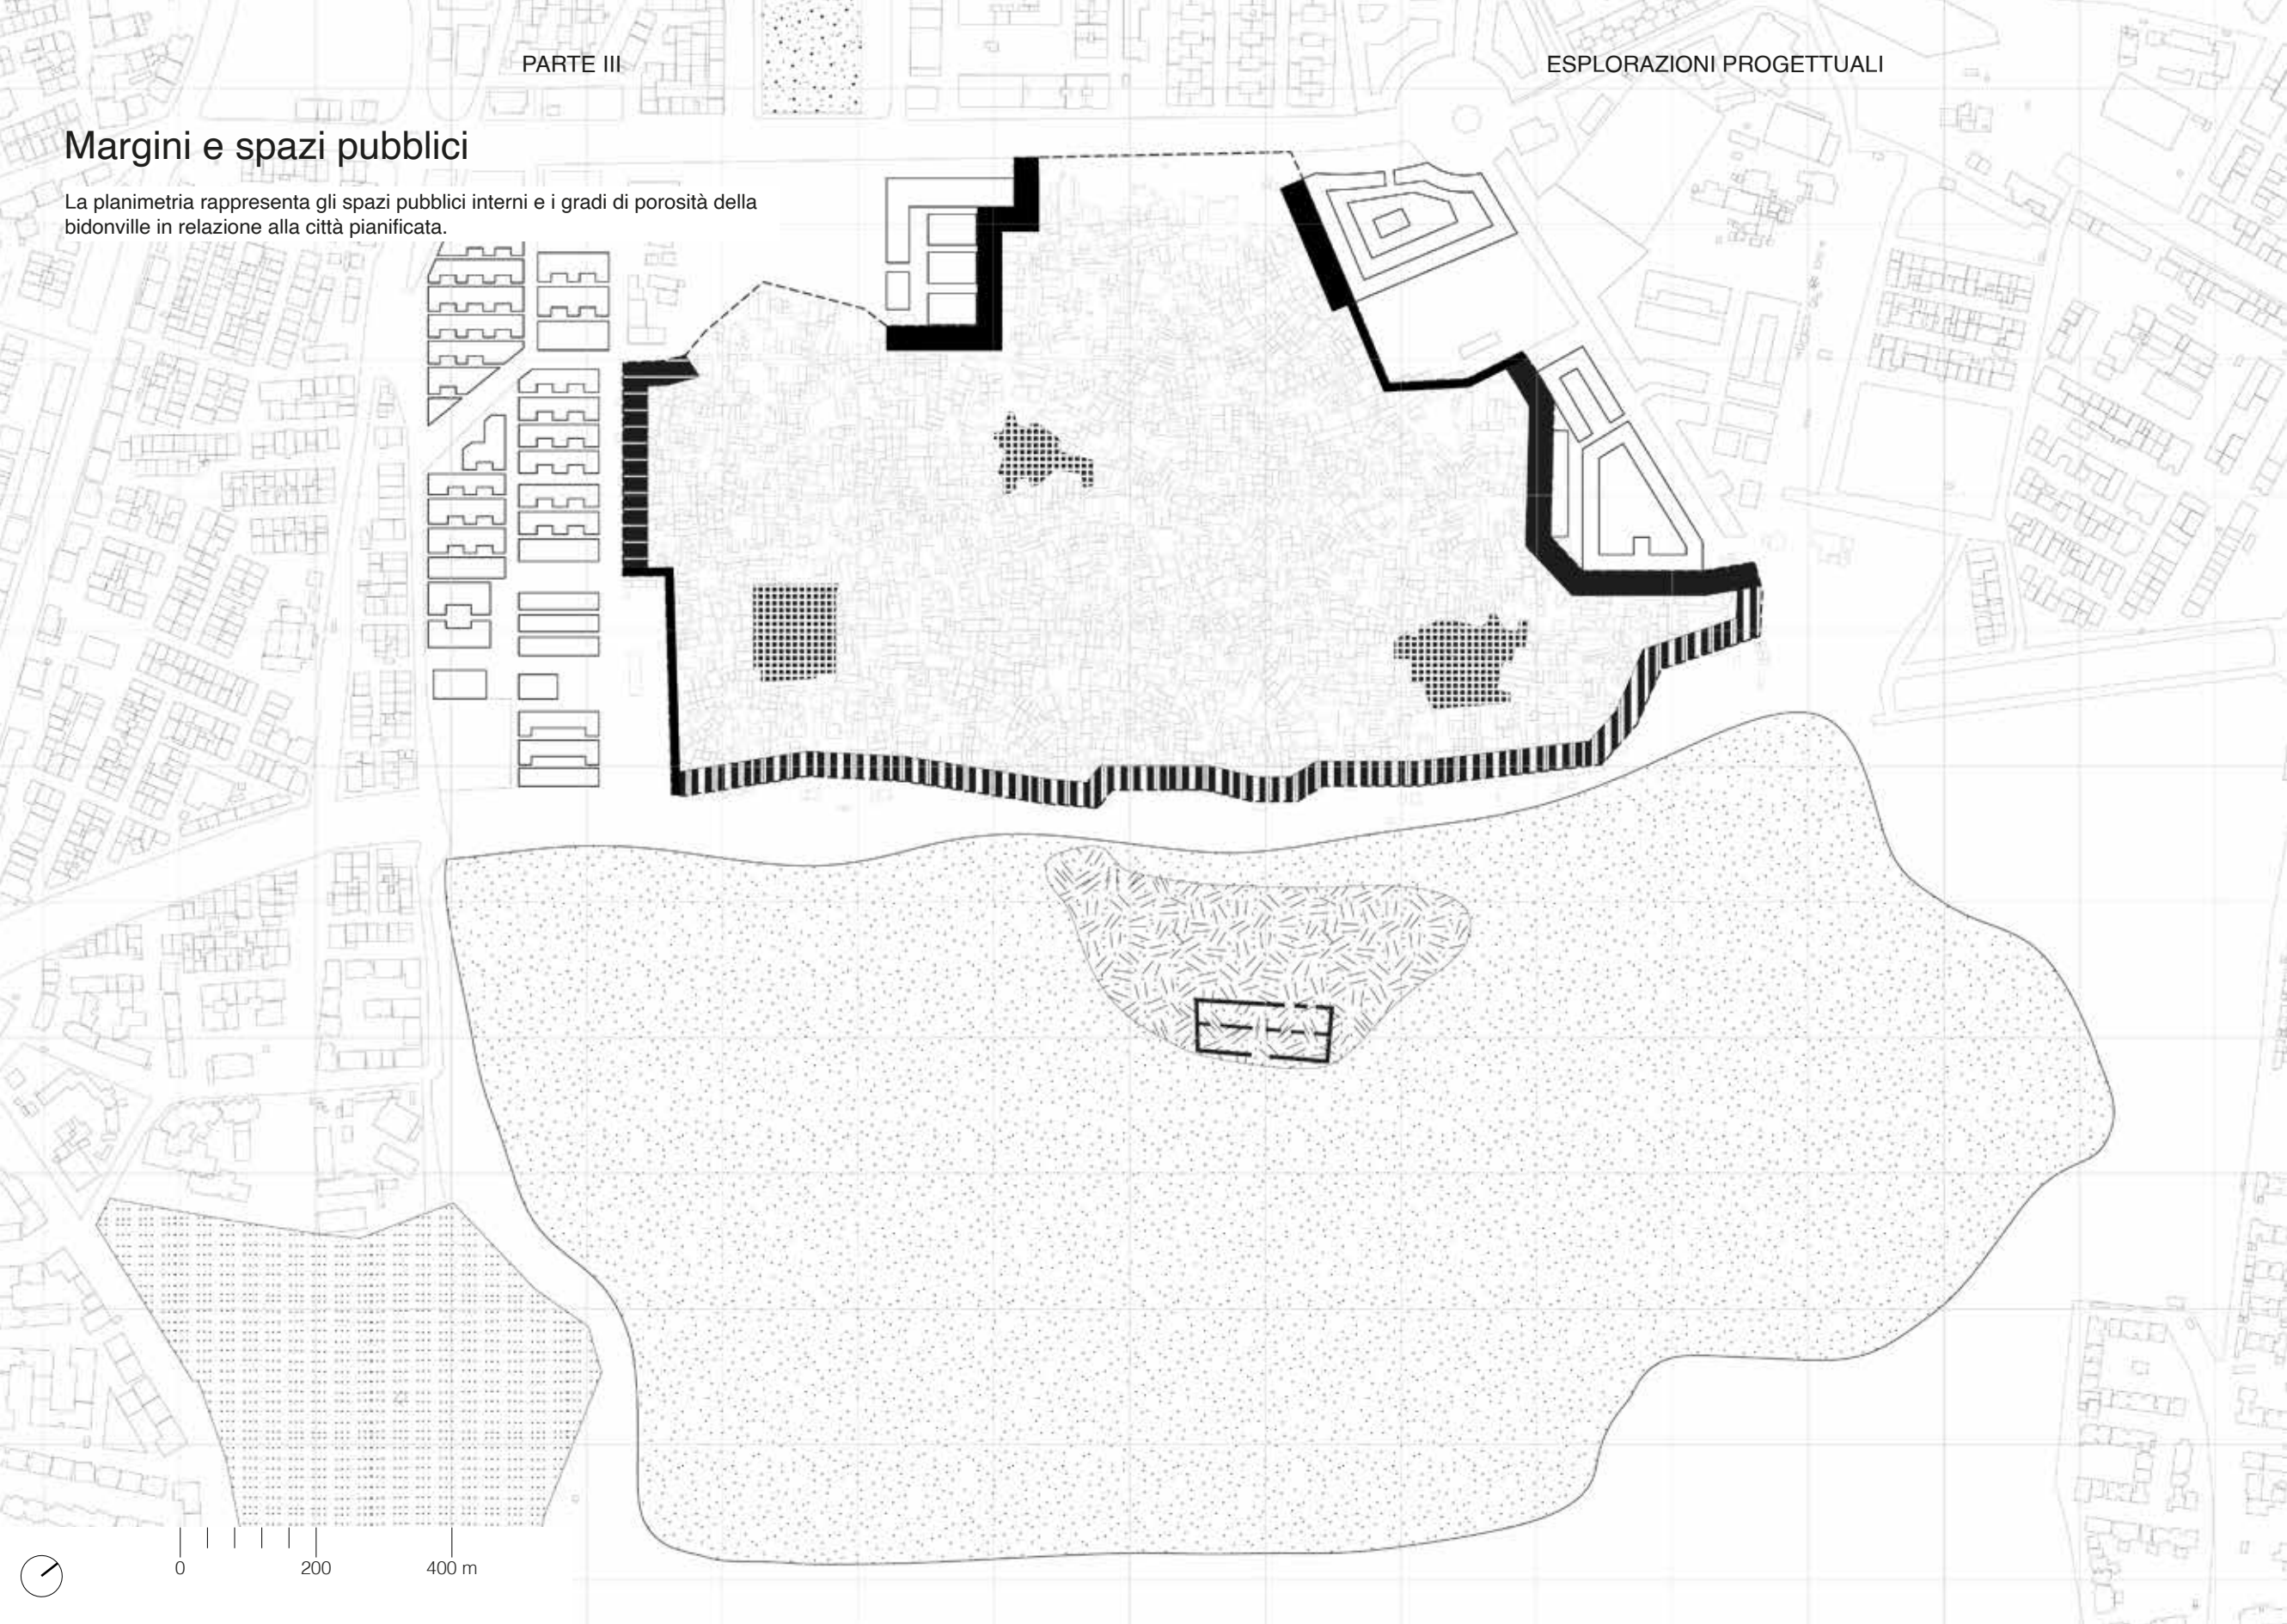 PARTE III
ESPLORAZIONI PROGETTUALI
Margini e spazi pubblici
La planimetria rappresenta gli spazi pubblici interni e i gradi di porosità della
bidonville in relazione alla città pianificata.
0 200 400 m